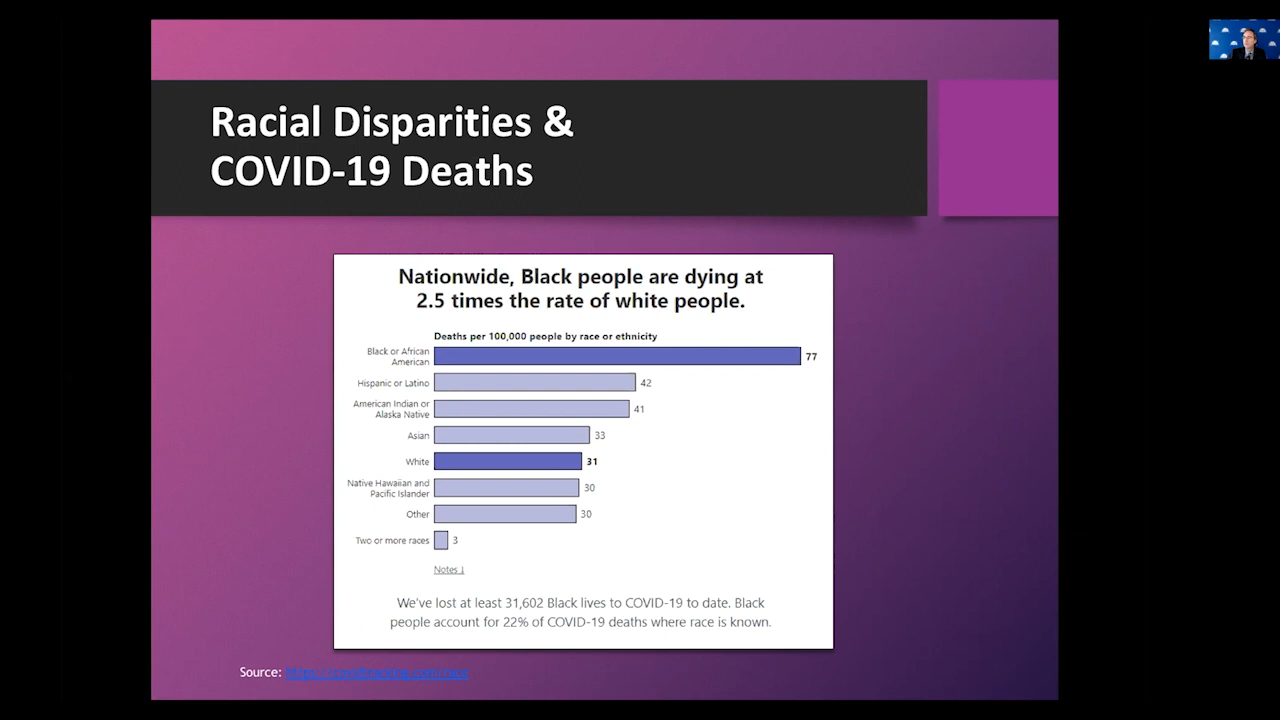 Racial Disparities &
COVID-19 Deaths
Nationwide, Black people are dying at
2.5 times the rate of white people.
Deaths per 100,000 people by race or ethnicity
Black or African
American
77
Hispanic or Latino
42
American Indian or
Alaska Native
41
Asian
33
White
31
Native Hawaiian and
Pacific Islander
30
Other
30
Two or more races
3
Notes ↓
We've lost at least 31,602 Black lives to COVID-19 to date. Black
people account for 22% of COVID-19 deaths where race is known.
Source: